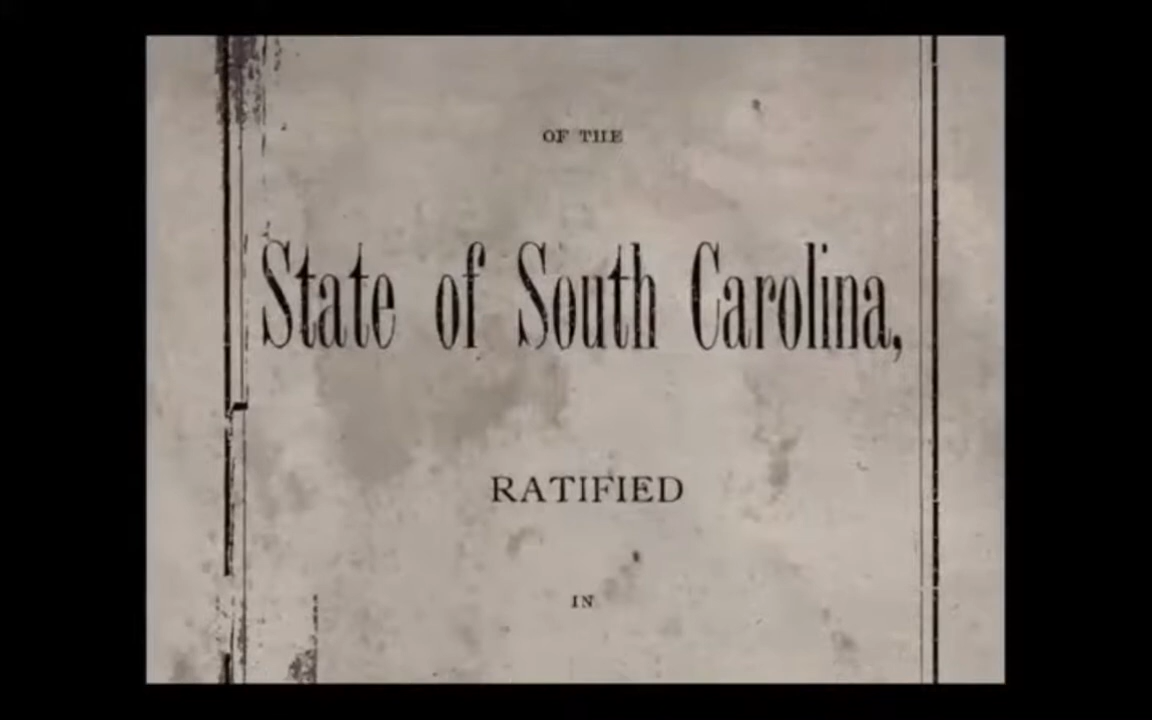 OF THE
State of South Carolina,
RATIFIED
IN